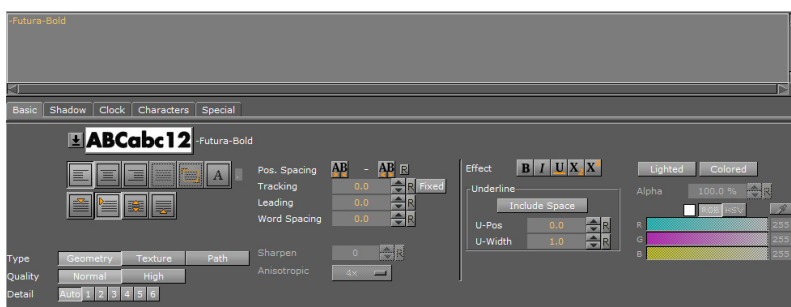 -Futura-Bold
Basic Shadow Clock Characters Special
ABCabc12 -Futura-Bold
A
Pos. Spacing AB - AB R
Tracking 0.0 R Fixed
Leading 0.0 R
Word Spacing 0.0 R
Sharpen 0 R
Anisotropic 4x
Effect B I U X X
Underline
Include Space
U-Pos 0.0 R
U-Width 1.0 R
Lighted Colored
Alpha 100.0 % R
RGB HSV
R 255
G 255
B 255
Type Geometry Texture Path
Quality Normal High
Detail Auto 1 2 3 4 5 6